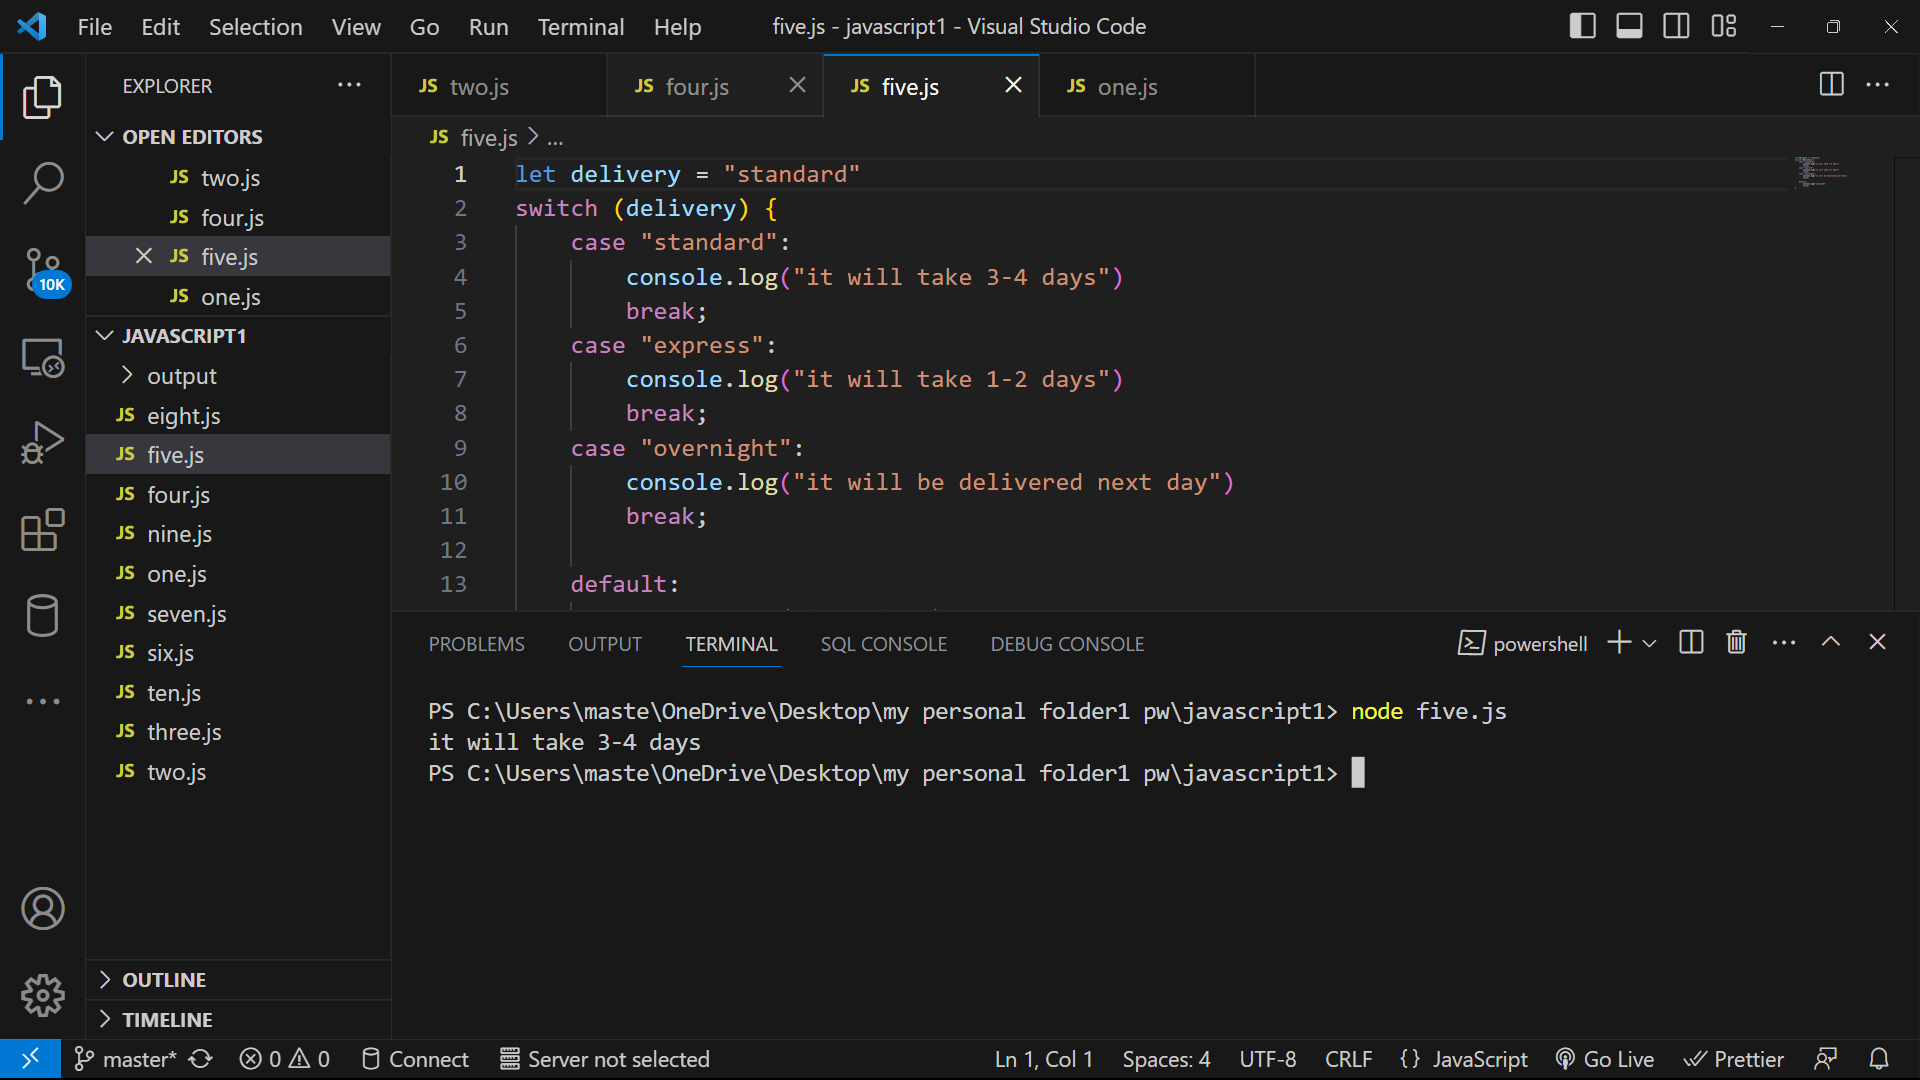 File Edit Selection View Go Run Terminal Help five.js - javascript1 - Visual Studio Code
EXPLORER
JS two.js JS four.js JS five.js JS one.js
OPEN EDITORS
JS two.js
JS four.js
JS five.js
JS one.js
JAVASCRIPT1
output
JS eight.js
JS five.js
JS four.js
JS nine.js
JS one.js
JS seven.js
JS six.js
JS ten.js
JS three.js
JS two.js
OUTLINE
TIMELINE
10K
JS five.js > ...
1 let delivery = "standard"
2 switch (delivery) {
3 case "standard":
4 console.log("it will take 3-4 days")
5 break;
6 case "express":
7 console.log("it will take 1-2 days")
8 break;
9 case "overnight":
10 console.log("it will be delivered next day")
11 break;
12
13 default:
PROBLEMS OUTPUT TERMINAL SQL CONSOLE DEBUG CONSOLE powershell
PS C:\Users\maste\OneDrive\Desktop\my personal folder1 pw\javascript1> node five.js
it will take 3-4 days
PS C:\Users\maste\OneDrive\Desktop\my personal folder1 pw\javascript1>
master* 0 0 Connect Server not selected Ln 1, Col 1 Spaces: 4 UTF-8 CRLF {} JavaScript Go Live Prettier